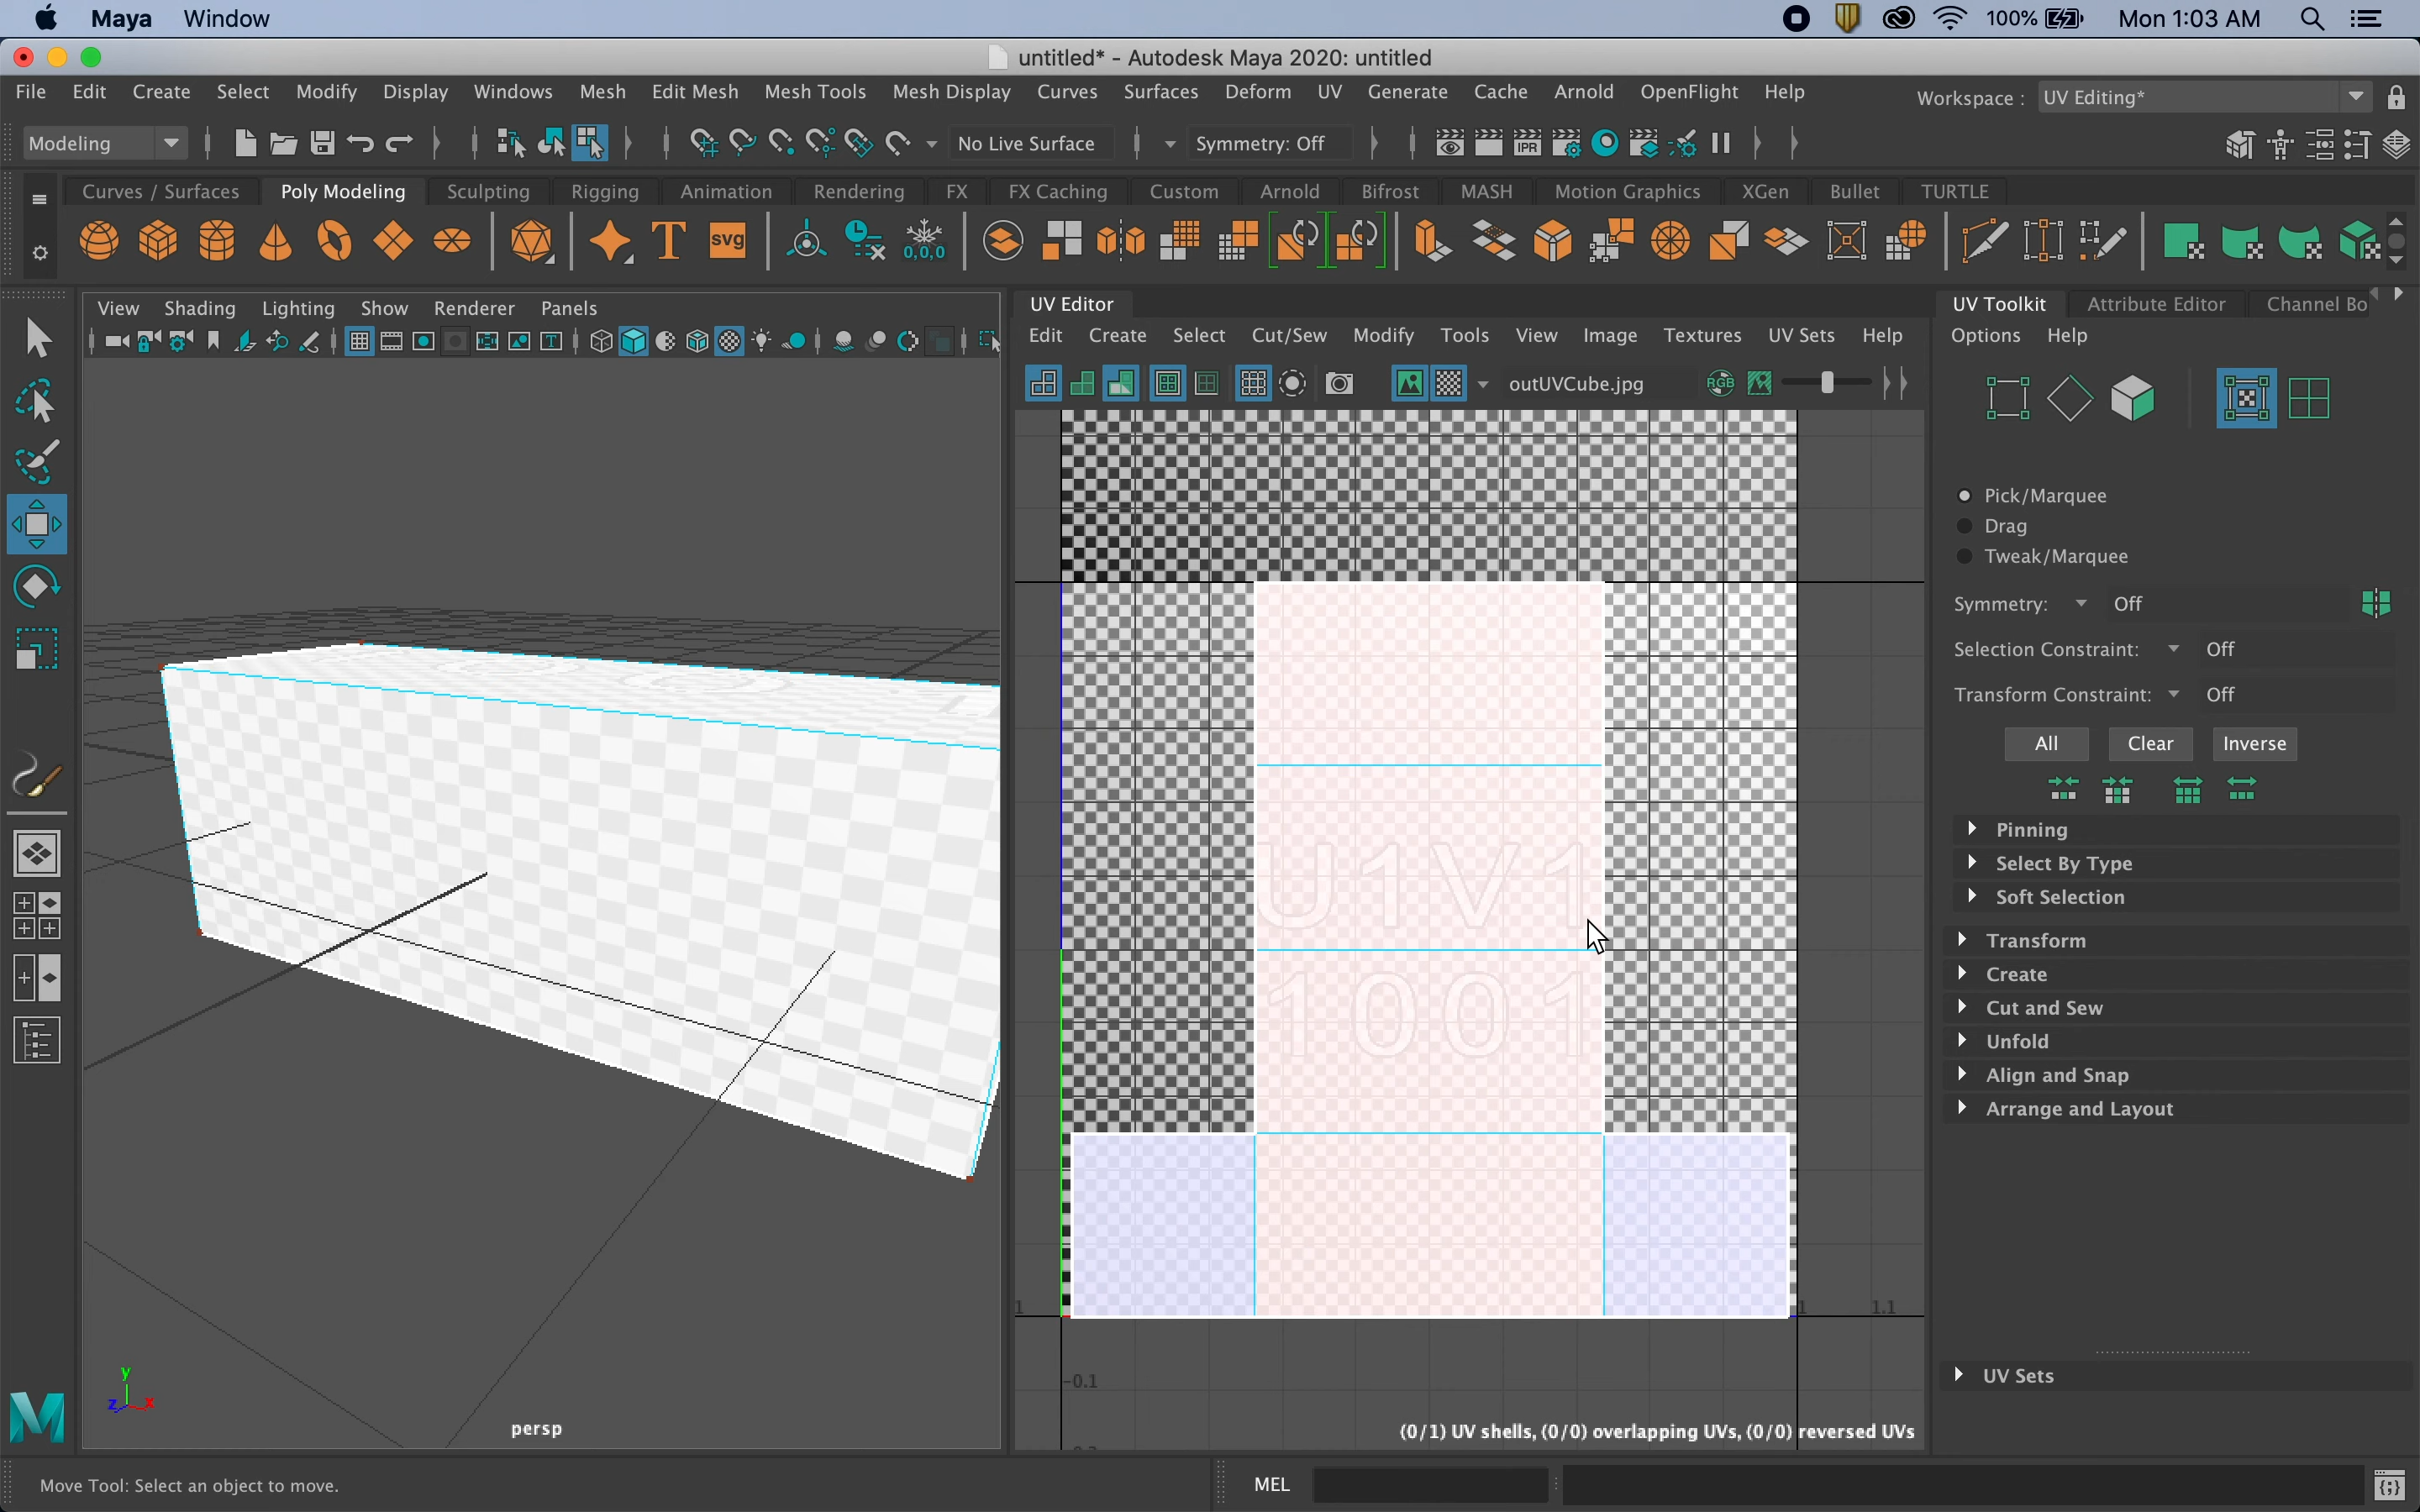 Maya Window 100% Mon 1:03 AM
untitled* - Autodesk Maya 2020: untitled
File Edit Create Select Modify Display Windows Mesh Edit Mesh Mesh Tools Mesh Display Curves Surfaces Deform UV Generate Cache Arnold OpenFlight Help Workspace : UV Editing*
Modeling No Live Surface Symmetry: Off IPR
Curves / Surfaces Poly Modeling Sculpting Rigging Animation Rendering FX FX Caching Custom Arnold Bifrost MASH Motion Graphics XGen Bullet TURTLE
T svg 0,0,0
View Shading Lighting Show Renderer Panels
UV Editor
Edit Create Select Cut/Sew Modify Tools View Image Textures UV Sets Help
outUVCube.jpg RGB
UV Toolkit Attribute Editor Channel Bo
Options Help
Pick/Marquee
Drag
Tweak/Marquee
Symmetry: Off
Selection Constraint: Off
Transform Constraint: Off
All Clear Inverse
Pinning
Select By Type
Soft Selection
Transform
Create
Cut and Sew
Unfold
Align and Snap
Arrange and Layout
UV Sets
U1V1
1001
1 1 1.1
-0.1
(0/1) UV shells, (0/0) overlapping UVs, (0/0) reversed UVs
y
z x
persp
Move Tool: Select an object to move.
MEL